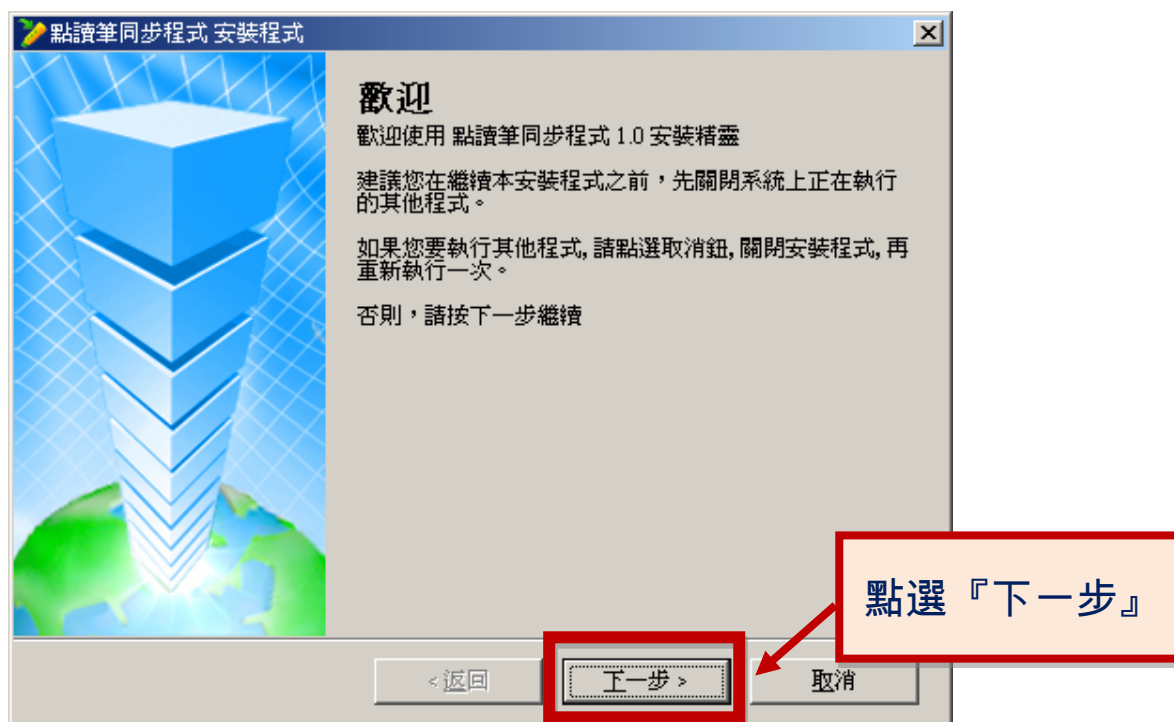 點讀筆同步程式 安裝程式
歡迎
歡迎使用 點讀筆同步程式 1.0 安裝精靈
建議您在繼續本安裝程式之前，先關閉系統上正在執行
的其他程式。
如果您要執行其他程式, 請點選取消鈕, 關閉安裝程式, 再
重新執行一次。
否則，請按下一步繼續
點選『下一步』
<返回
下一步>
取消